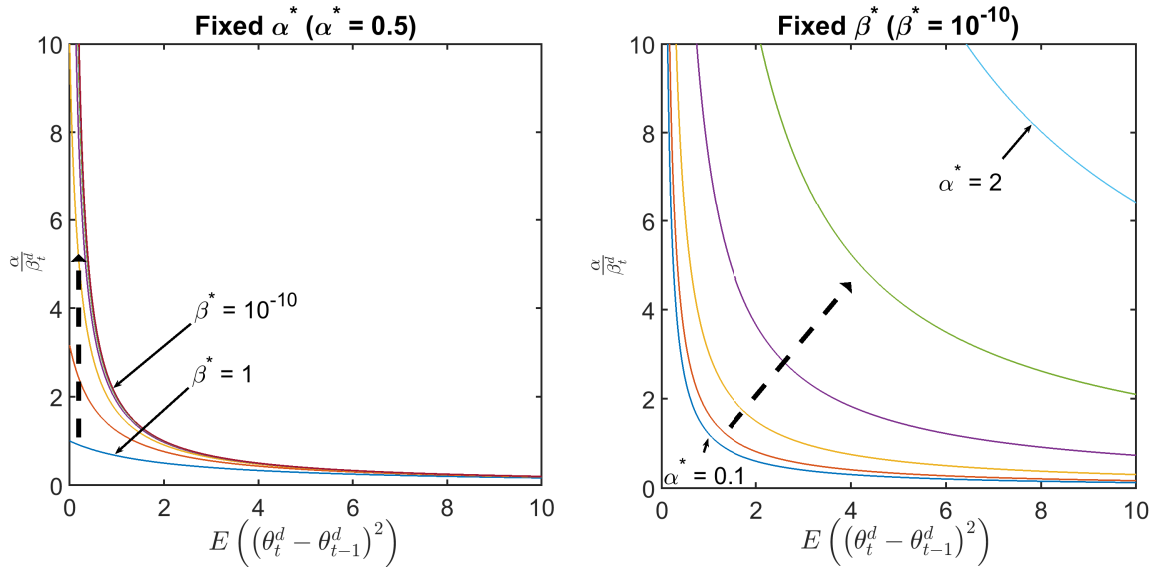 Fixed α* (α* = 0.5)
10
8
6
4
2
0
α/β_t^d
β* = 10^-10
β* = 1
0 2 4 6 8 10
E((θ_t^d − θ_{t−1}^d)^2)
Fixed β* (β* = 10^-10)
10
8
6
4
2
0
α/β_t^d
α* = 2
α* = 0.1
2 4 6 8 10
E((θ_t^d − θ_{t−1}^d)^2)